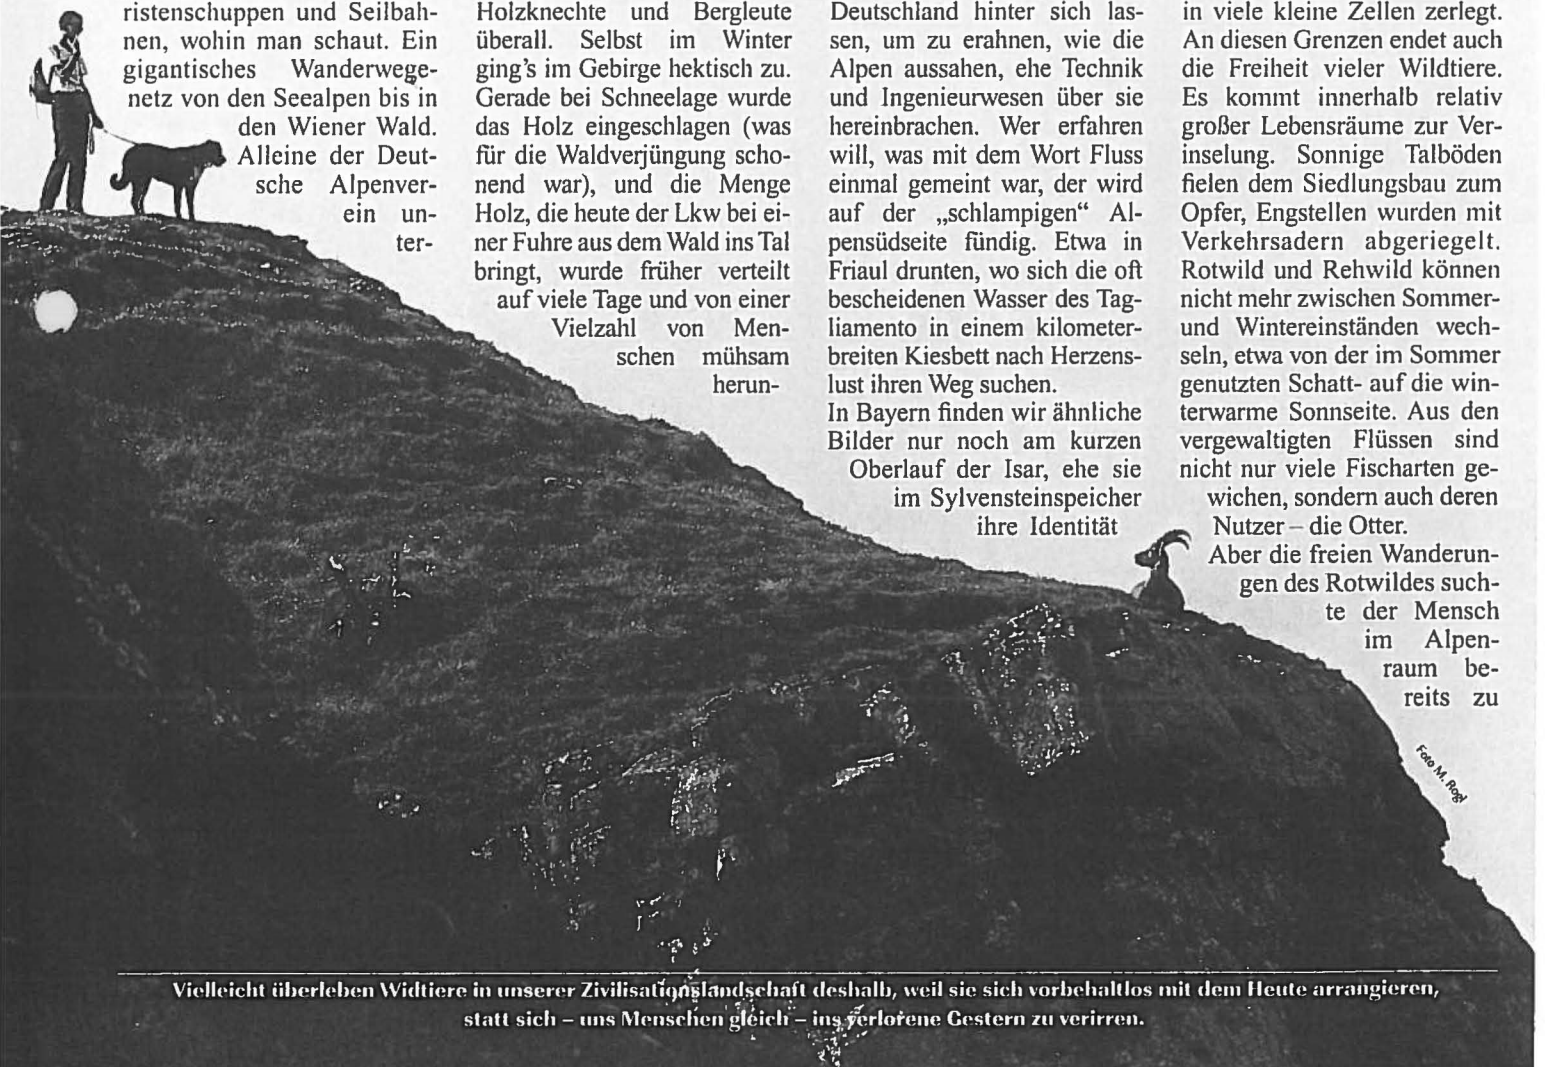 ristenschuppen und Seilbah-
nen, wohin man schaut. Ein
gigantisches Wanderwege-
netz von den Seealpen bis in
den Wiener Wald.
Alleine der Deut-
sche Alpenver-
ein un-
ter-
Holzknechte und Bergleute
überall. Selbst im Winter
ging’s im Gebirge hektisch zu.
Gerade bei Schneelage wurde
das Holz eingeschlagen (was
für die Waldverjüngung scho-
nend war), und die Menge
Holz, die heute der Lkw bei ei-
ner Fuhre aus dem Wald ins Tal
bringt, wurde früher verteilt
auf viele Tage und von einer
Vielzahl von Men-
schen mühsam
herun-
Deutschland hinter sich las-
sen, um zu erahnen, wie die
Alpen aussahen, ehe Technik
und Ingenieurwesen über sie
hereinbrachen. Wer erfahren
will, was mit dem Wort Fluss
einmal gemeint war, der wird
auf der „schlampigen“ Al-
pensüdseite fündig. Etwa in
Friaul drunten, wo sich die oft
bescheidenen Wasser des Tag-
liamento in einem kilometer-
breiten Kiesbett nach Herzens-
lust ihren Weg suchen.
In Bayern finden wir ähnliche
Bilder nur noch am kurzen
Oberlauf der Isar, ehe sie
im Sylvensteinspeicher
ihre Identität
in viele kleine Zellen zerlegt.
An diesen Grenzen endet auch
die Freiheit vieler Wildtiere.
Es kommt innerhalb relativ
großer Lebensräume zur Ver-
inselung. Sonnige Talböden
fielen dem Siedlungsbau zum
Opfer, Engstellen wurden mit
Verkehrsadern abgeriegelt.
Rotwild und Rehwild können
nicht mehr zwischen Sommer-
und Wintereinständen wech-
seln, etwa von der im Sommer
genutzten Schatt- auf die win-
terwarme Sonnseite. Aus den
vergewaltigten Flüssen sind
nicht nur viele Fischarten ge-
wichen, sondern auch deren
Nutzer – die Otter.
Aber die freien Wanderun-
gen des Rotwildes such-
te der Mensch
im Alpen-
raum be-
reits zu
Foto M. Rogl
Vielleicht überleben Widtiere in unserer Zivilisationslandschaft deshalb, weil sie sich vorbehaltlos mit dem Heute arrangieren,
statt sich – uns Menschen gleich – ins verlorene Gestern zu verirren.